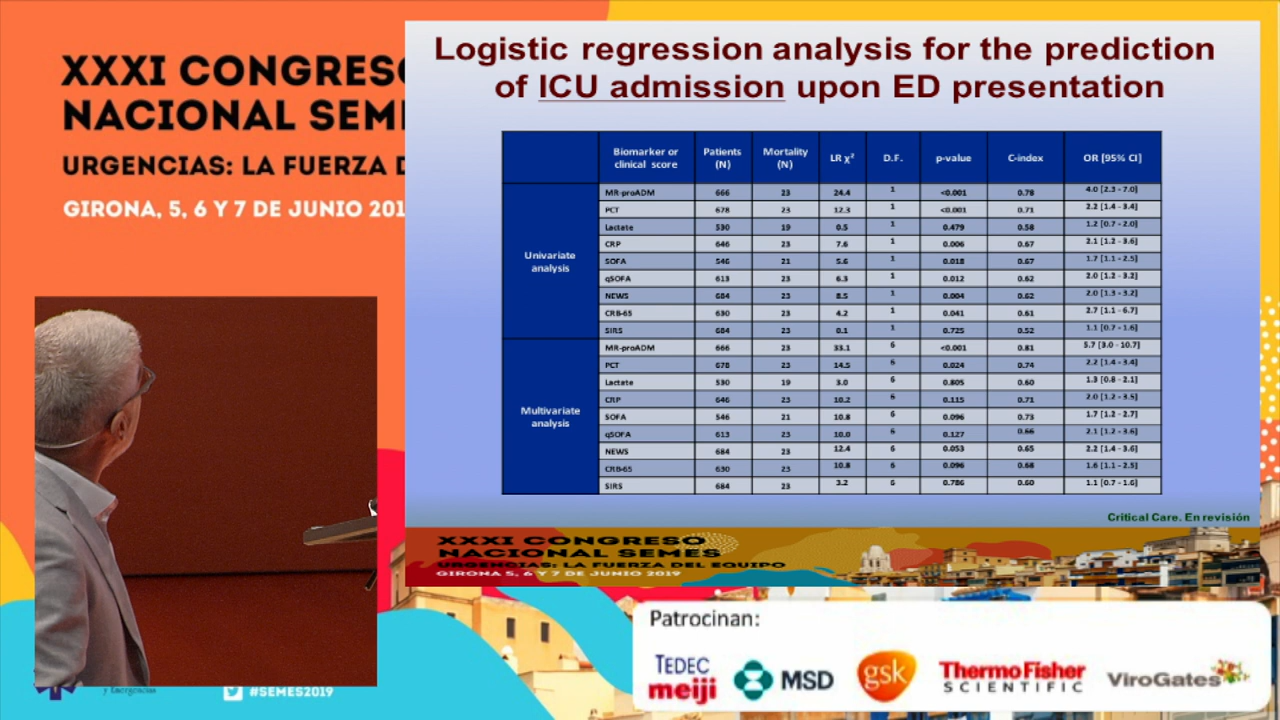 XXXI CONGRESO
NACIONAL SEM
URGENCIAS: LA FUERZA D
GIRONA, 5, 6 Y 7 DE JUNIO 201
Logistic regression analysis for the prediction
of ICU admission upon ED presentation
Biomarker or clinical score Patients (N) Mortality (N) LR χ² D.F. p-value C-index OR [95% CI]
Univariate analysis
MR-proADM 666 23 24.4 1 <0.001 0.78 4.0 [2.3 - 7.0]
PCT 678 23 12.3 1 <0.001 0.71 2.2 [1.4 - 3.4]
Lactate 530 19 0.5 1 0.479 0.58 1.2 [0.7 - 2.0]
CRP 646 23 7.6 1 0.006 0.67 2.1 [1.2 - 3.6]
SOFA 546 21 5.6 1 0.018 0.67 1.7 [1.1 - 2.5]
qSOFA 613 23 6.3 1 0.012 0.62 2.0 [1.2 - 3.2]
NEWS 684 23 8.5 1 0.004 0.62 2.0 [1.3 - 3.2]
CRB-65 630 23 4.2 1 0.041 0.61 2.7 [1.1 - 6.7]
SIRS 684 23 0.1 1 0.725 0.52 1.1 [0.7 - 1.6]
Multivariate analysis
MR-proADM 666 23 33.1 6 <0.001 0.81 5.7 [3.0 - 10.7]
PCT 678 23 14.5 6 0.024 0.74 2.2 [1.4 - 3.4]
Lactate 530 19 3.0 6 0.805 0.60 1.3 [0.8 - 2.1]
CRP 646 23 10.2 6 0.115 0.71 2.0 [1.2 - 3.5]
SOFA 546 21 10.8 6 0.096 0.73 1.7 [1.2 - 2.7]
qSOFA 613 23 10.0 6 0.127 0.66 2.1 [1.2 - 3.6]
NEWS 684 23 12.4 6 0.053 0.65 2.2 [1.4 - 3.6]
CRB-65 630 23 10.8 6 0.096 0.68 1.6 [1.1 - 2.5]
SIRS 684 23 3.2 6 0.786 0.60 1.1 [0.7 - 1.6]
Critical Care. En revisión
XXXI CONGRESO
NACIONAL SEMES
URGENCIAS: LA FUERZA DEL EQUIPO
GIRONA 5, 6 Y 7 DE JUNIO 2019
y Emergencias
#SEMES2019
Patrocinan:
TEDEC
meiji
MSD
gsk
ThermoFisher
SCIENTIFIC
ViroGates